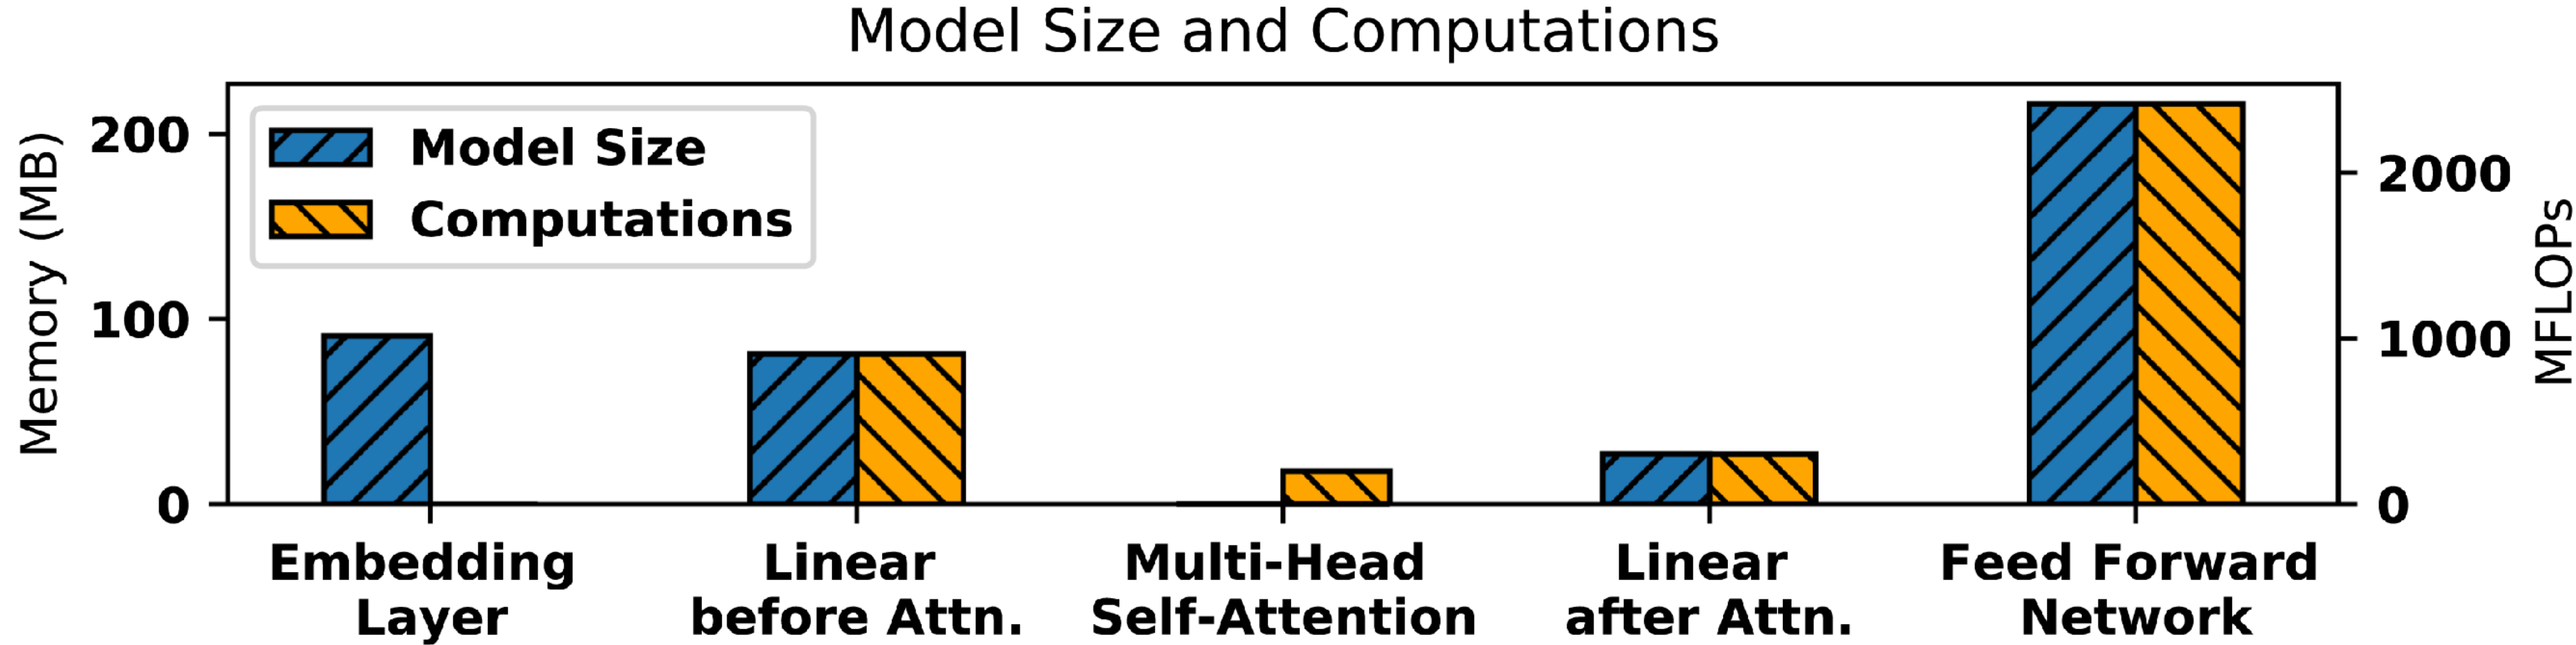 Model Size and Computations
Memory (MB)
200
100
0
Model Size
Computations
2000
1000
0
MFLOPs
Embedding
Layer
Linear
before Attn.
Multi-Head
Self-Attention
Linear
after Attn.
Feed Forward
Network